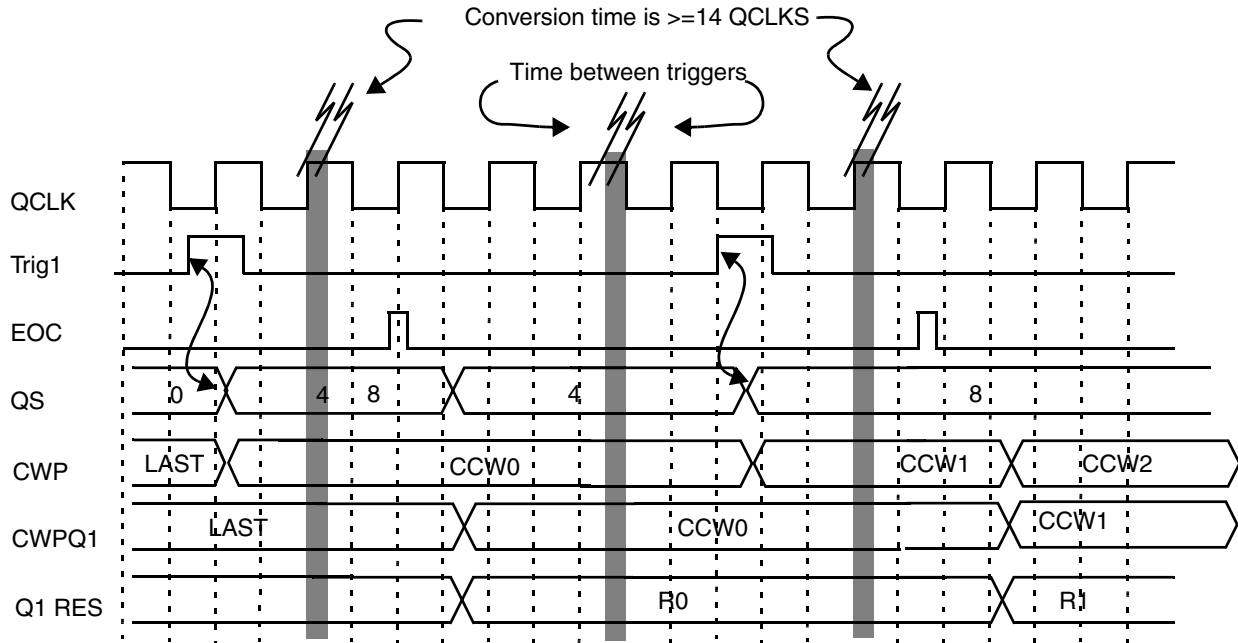 Conversion time is >=14 QCLKS
Time between triggers
QCLK
Trig1
EOC
QS 0 4 8 4 8
CWP LAST CCW0 CCW1 CCW2
CWPQ1 LAST CCW0 CCW1
Q1 RES R0 R1